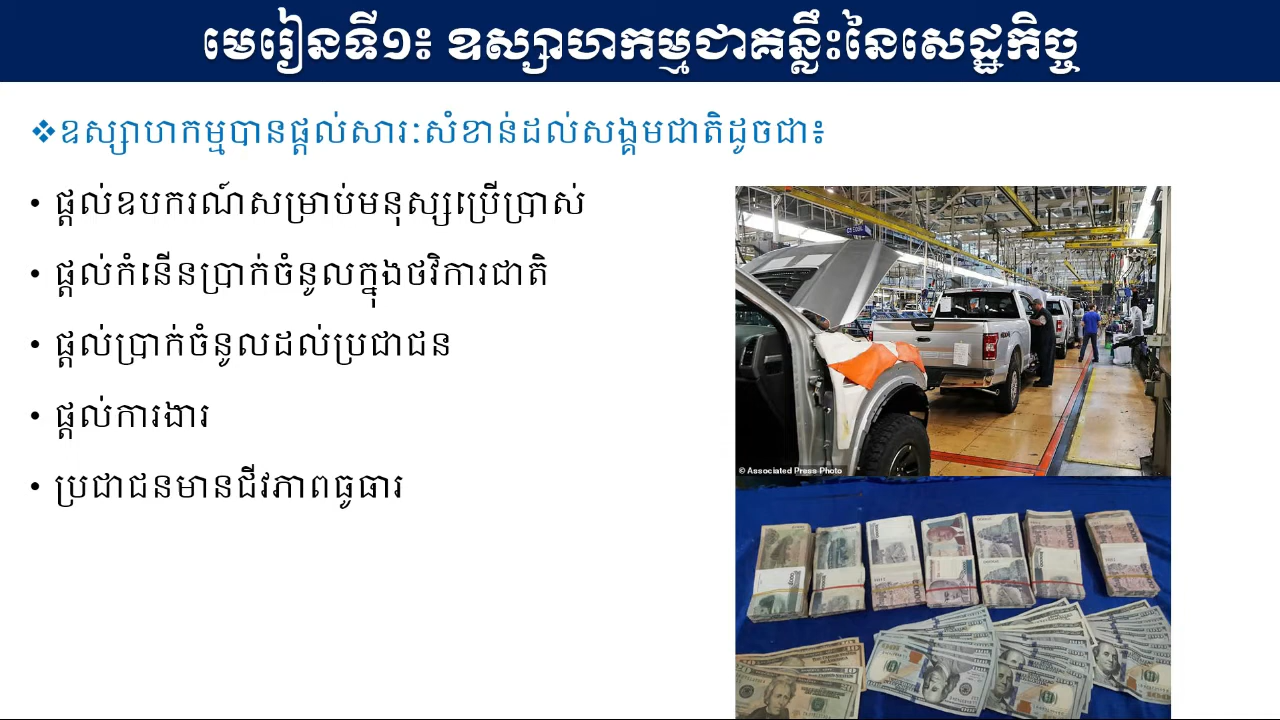 មេរៀនទី១៖ ឧស្សាហកម្មជាគន្លឹះនៃសេដ្ឋកិច្ច
❖ឧស្សាហកម្មបានផ្តល់សារៈសំខាន់ដល់សង្គមជាតិដូចជា៖
• ផ្តល់ឧបករណ៍សម្រាប់មនុស្សប្រើប្រាស់
• ផ្តល់កំនើនប្រាក់ចំនូលក្នុងថវិការជាតិ
• ផ្តល់ប្រាក់ចំនូលដល់ប្រជាជន
• ផ្តល់ការងារ
• ប្រជាជនមានជីវភាពធូធារ
© Associated Press Photo